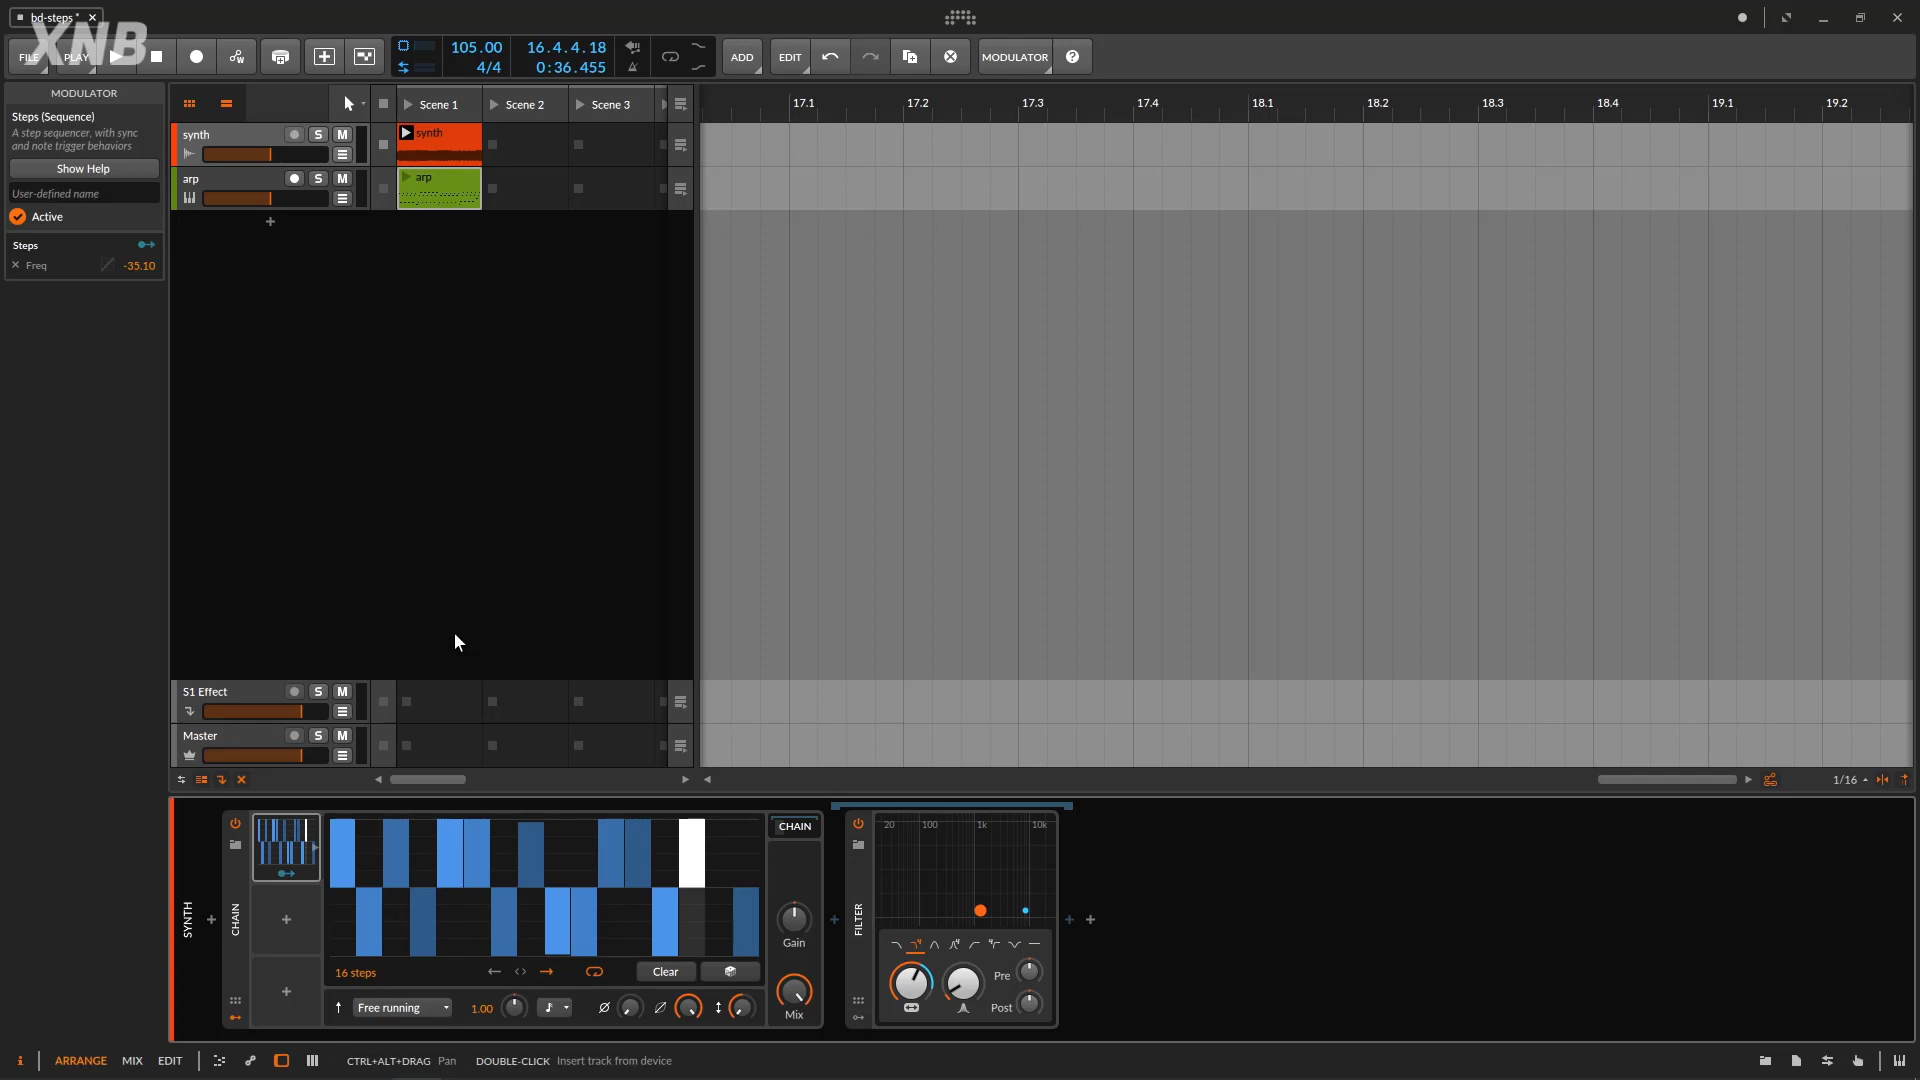 bd-steps *
XNB
FILE
PLAY
105.00
4/4
16.4.4.18
0:36.455
ADD
EDIT
MODULATOR
?
MODULATOR
Steps (Sequence)
A step sequencer, with sync
and note trigger behaviors
Show Help
User-defined name
Active
Steps
Freq
-35.10
Scene 1
Scene 2
Scene 3
synth
S
M
synth
arp
S
M
arp
17.1
17.2
17.3
17.4
18.1
18.2
18.3
18.4
19.1
19.2
S1 Effect
S
M
Master
S
M
1/16
SYNTH
CHAIN
16 steps
Clear
Free running
1.00
CHAIN
Gain
Mix
FILTER
20
100
1k
10k
Pre
Post
i
ARRANGE
MIX
EDIT
CTRL+ALT+DRAG Pan
DOUBLE-CLICK Insert track from device